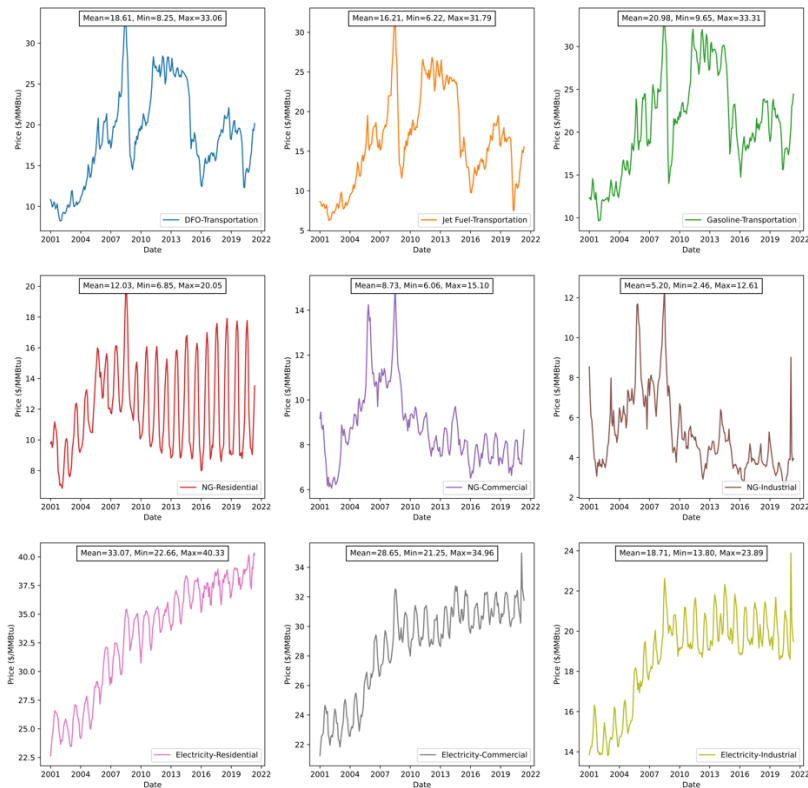 Mean=18.61, Min=8.25, Max=33.06
Price ($/MMBtu)
30
25
20
15
10
DFO-Transportation
2001 2004 2007 2010 2013 2016 2019 2022
Date
Mean=16.21, Min=6.22, Max=31.79
Price ($/MMBtu)
30
25
20
15
10
5
Jet Fuel-Transportation
2001 2004 2007 2010 2013 2016 2019 2022
Date
Mean=20.98, Min=9.65, Max=33.31
Price ($/MMBtu)
30
25
20
15
10
Gasoline-Transportation
2001 2004 2007 2010 2013 2016 2019 2022
Date
Mean=12.03, Min=6.85, Max=20.05
Price ($/MMBtu)
20
18
16
14
12
10
8
NG-Residential
2001 2004 2007 2010 2013 2016 2019 2022
Date
Mean=8.73, Min=6.06, Max=15.10
Price ($/MMBtu)
14
12
10
8
6
NG-Commercial
2001 2004 2007 2010 2013 2016 2019 2022
Date
Mean=5.20, Min=2.46, Max=12.61
Price ($/MMBtu)
12
10
8
6
4
2
NG-Industrial
2001 2004 2007 2010 2013 2016 2019 2022
Date
Mean=33.07, Min=22.66, Max=40.33
Price ($/MMBtu)
40.0
37.5
35.0
32.5
30.0
27.5
25.0
22.5
Electricity-Residential
2001 2004 2007 2010 2013 2016 2019 2022
Date
Mean=28.65, Min=21.25, Max=34.96
Price ($/MMBtu)
34
32
30
28
26
24
22
Electricity-Commercial
2001 2004 2007 2010 2013 2016 2019 2022
Date
Mean=18.71, Min=13.80, Max=23.89
Price ($/MMBtu)
24
22
20
18
16
14
Electricity-Industrial
2001 2004 2007 2010 2013 2016 2019 2022
Date